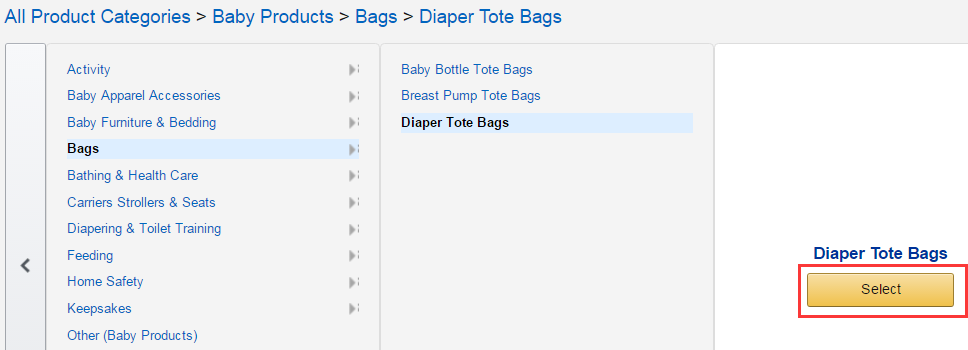 All Product Categories > Baby Products > Bags > Diaper Tote Bags
Activity
Baby Apparel Accessories
Baby Furniture & Bedding
Bags
Bathing & Health Care
Carriers Strollers & Seats
Diapering & Toilet Training
Feeding
Home Safety
Keepsakes
Other (Baby Products)
Baby Bottle Tote Bags
Breast Pump Tote Bags
Diaper Tote Bags
Diaper Tote Bags
Select